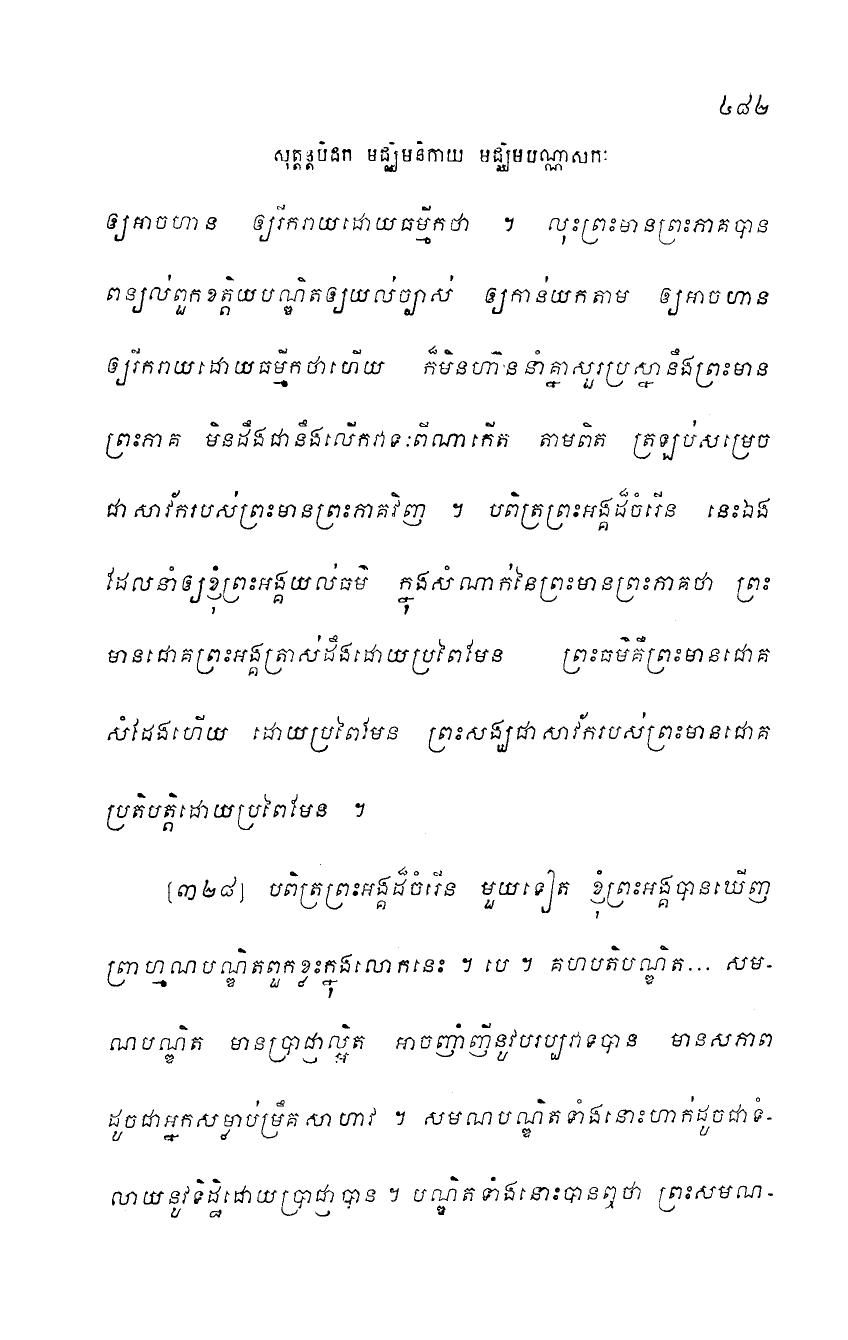 ៤៨២
សុត្តន្តបិដក មជ្ឈិមនិកាយ មជ្ឈិមបណ្ណាសកៈ
ឲ្យអាចហាន ឲ្យរីករាយដោយធម្មីកថា ។ លុះព្រះមានព្រះភាគបាន
ពន្យល់ពួកខត្តិយបណ្ឌិតឲ្យយល់ច្បាស់ ឲ្យកាន់យកតាម ឲ្យអាចហាន
ឲ្យរីករាយដោយធម្មីកថាហើយ ក៏មិនហ៊ាននាំគ្នាសួរប្រស្នានឹងព្រះមាន
ព្រះភាគ មិនដឹងជានឹងលើកវាទៈពីណាកើត តាមពិត ត្រឡប់សម្រេច
ជាសាវ័ករបស់ព្រះមានព្រះភាគវិញ ។ បពិត្រព្រះអង្គដ៏ចំរើន នេះឯង
ដែលនាំឲ្យខ្ញុំព្រះអង្គយល់ធម៌ ក្នុងសំណាក់នៃព្រះមានព្រះភាគថា ព្រះ
មានជោគព្រះអង្គត្រាស់ដឹងដោយប្រពៃមែន ព្រះធម៌គឺព្រះមានជោគ
សំដែងហើយ ដោយប្រពៃមែន ព្រះសង្ឃជាសាវ័ករបស់ព្រះមានជោគ
ប្រតិបត្តិដោយប្រពៃមែន ។
[៣២៨] បពិត្រព្រះអង្គដ៏ចំរើន មួយទៀត ខ្ញុំព្រះអង្គបានឃើញ
ព្រាហ្មណបណ្ឌិតពួកខ្លះក្នុងលោកនេះ ។ បេ ។ គហបតិបណ្ឌិត... សម-
ណបណ្ឌិត មានប្រាជ្ញាល្អិត អាចញាំញីនូវបរប្បវាទបាន មានសភាព
ដូចជាអ្នកសម្លាប់ម្រឹគសាហាវ ។ សមណបណ្ឌិតទាំងនោះហាក់ដូចជាទំ-
លាយនូវទិដ្ឋិដោយប្រាជ្ញាបាន ។ បណ្ឌិតទាំងនោះបានឮថា ព្រះសមណ-